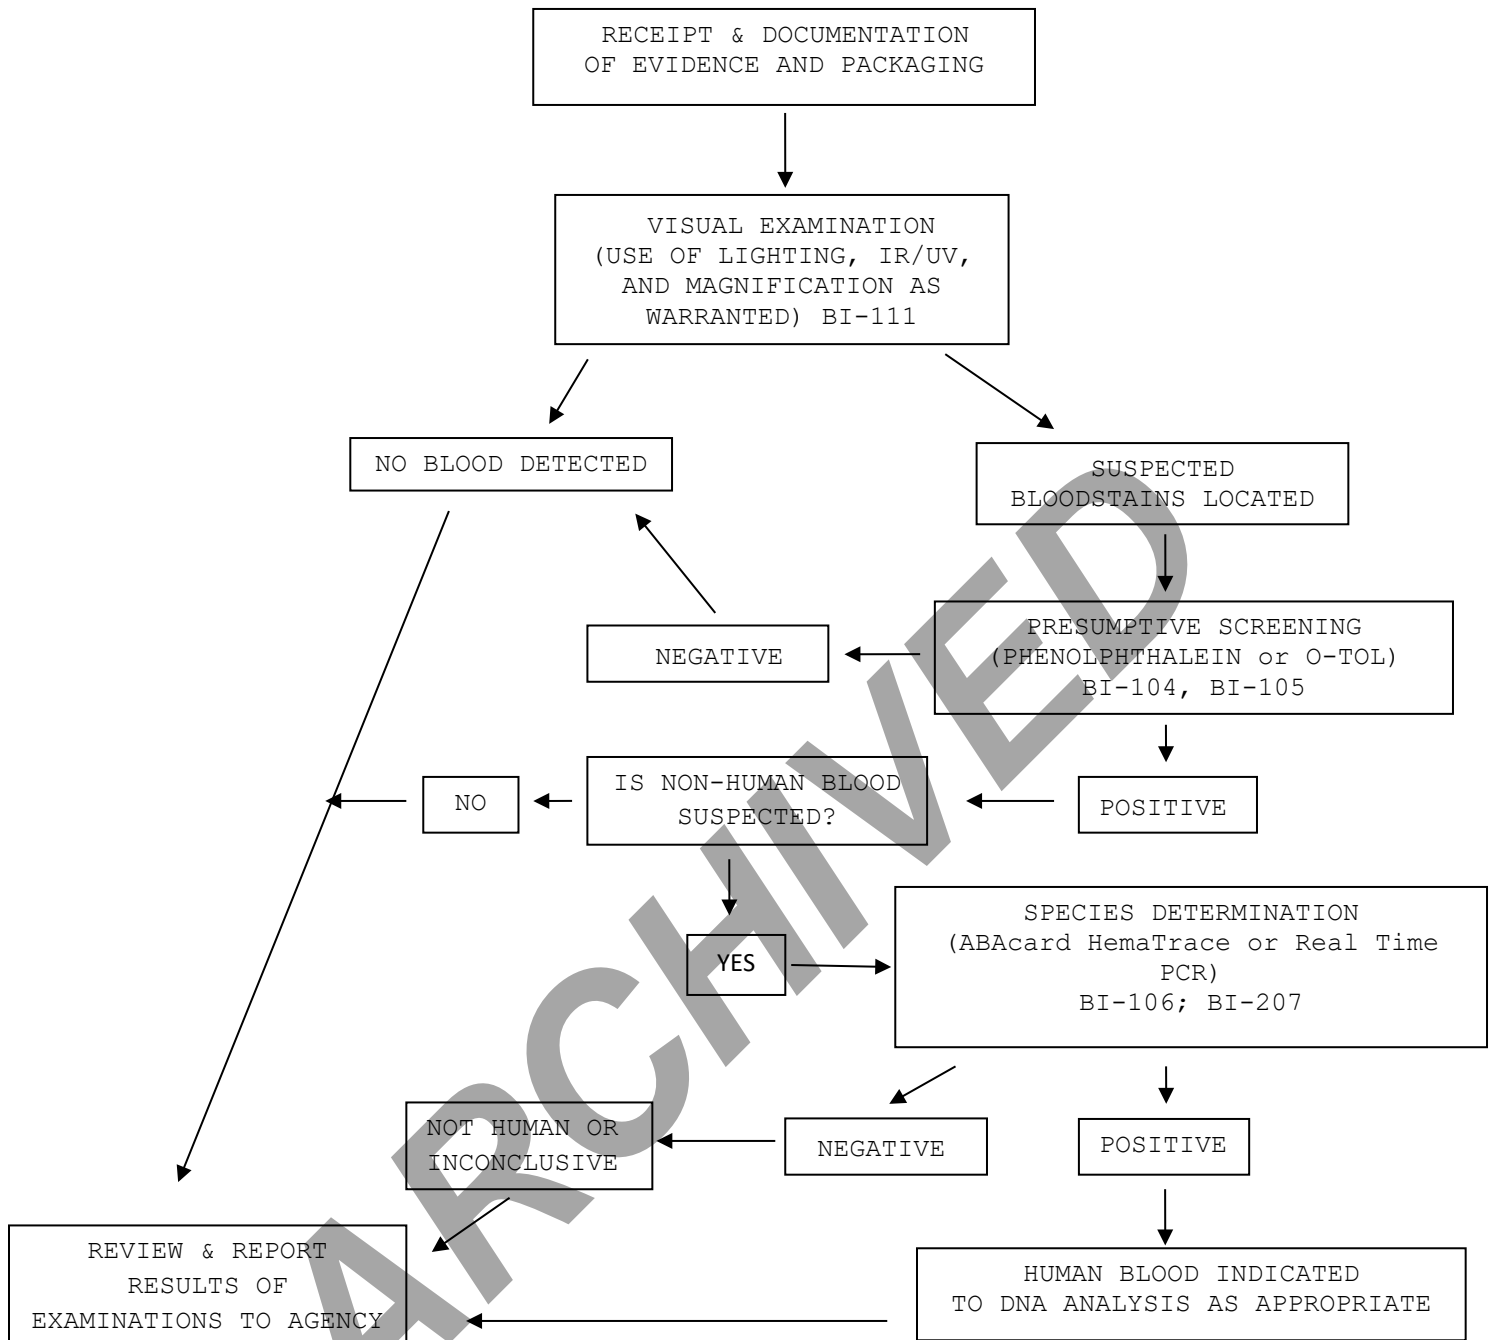 RECEIPT & DOCUMENTATION
OF EVIDENCE AND PACKAGING
VISUAL EXAMINATION
(USE OF LIGHTING, IR/UV,
AND MAGNIFICATION AS
WARRANTED) BI-111
NO BLOOD DETECTED
SUSPECTED
BLOODSTAINS LOCATED
NEGATIVE
PRESUMPTIVE SCREENING
(PHENOLPHTHALEIN or O-TOL)
BI-104, BI-105
NO
IS NON-HUMAN BLOOD
SUSPECTED?
POSITIVE
YES
SPECIES DETERMINATION
(ABAcard HemaTrace or Real Time
PCR)
BI-106; BI-207
NOT HUMAN OR
INCONCLUSIVE
NEGATIVE
POSITIVE
REVIEW & REPORT
RESULTS OF
EXAMINATIONS TO AGENCY
HUMAN BLOOD INDICATED
TO DNA ANALYSIS AS APPROPRIATE
ARCHIVED